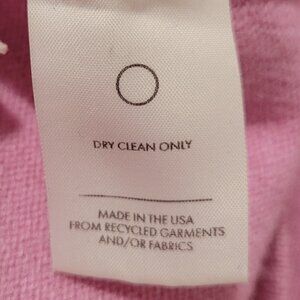 DRY CLEAN ONLY
MADE IN THE USA
FROM RECYCLED GARMENTS
AND/OR FABRICS